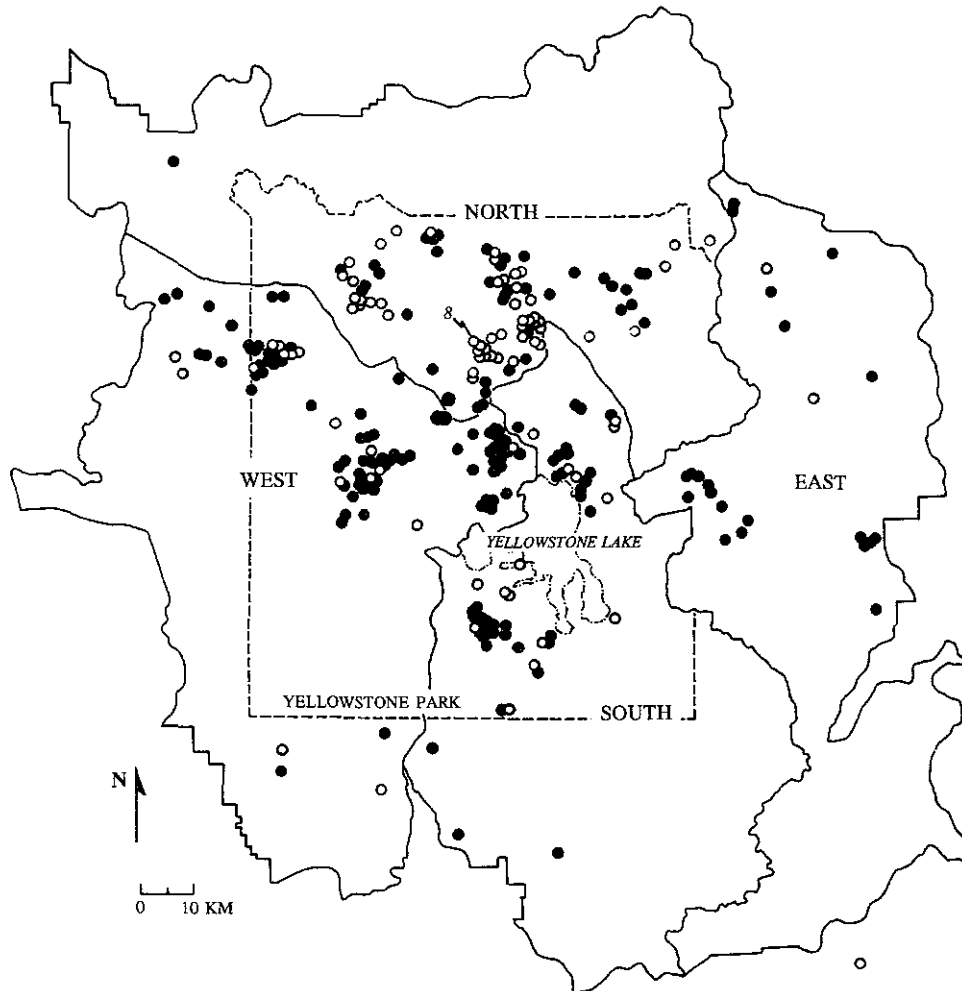 NORTH
8
WEST
EAST
YELLOWSTONE LAKE
YELLOWSTONE PARK
SOUTH
N
0 10 KM